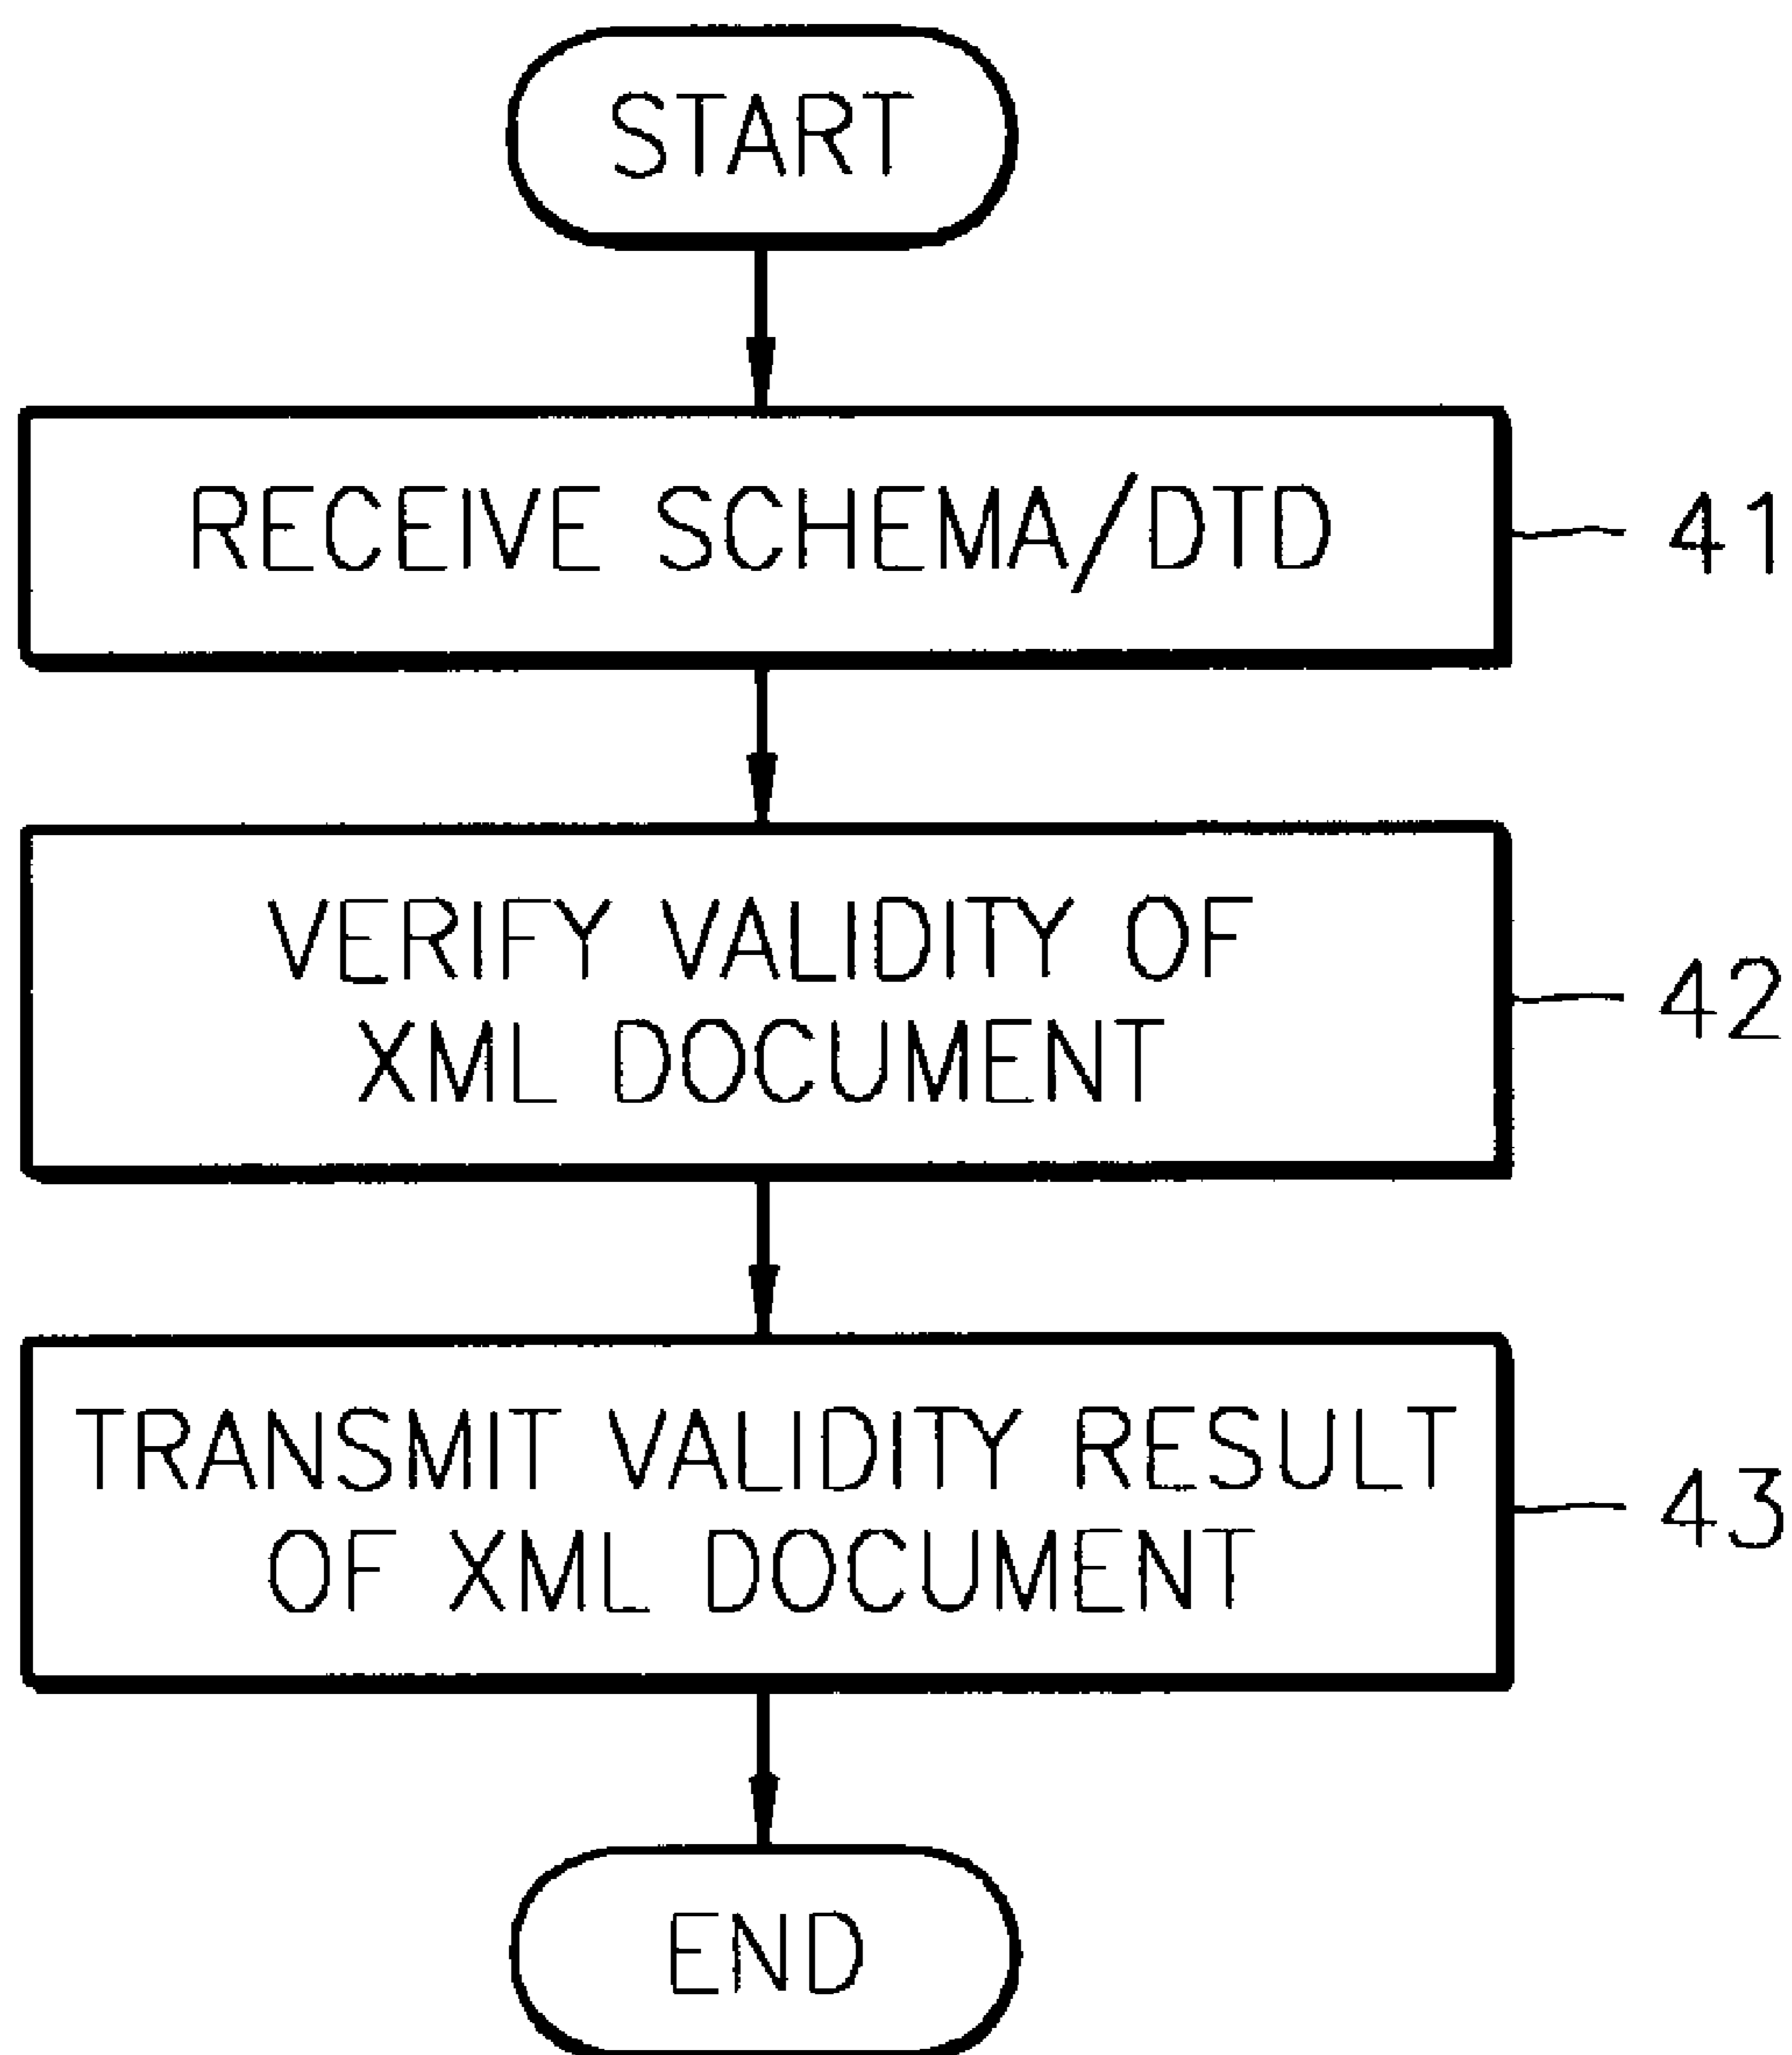 START
RECEIVE SCHEMA/DTD
41
VERIFY VALIDITY OF
XML DOCUMENT
42
TRANSMIT VALIDITY RESULT
OF XML DOCUMENT
43
END